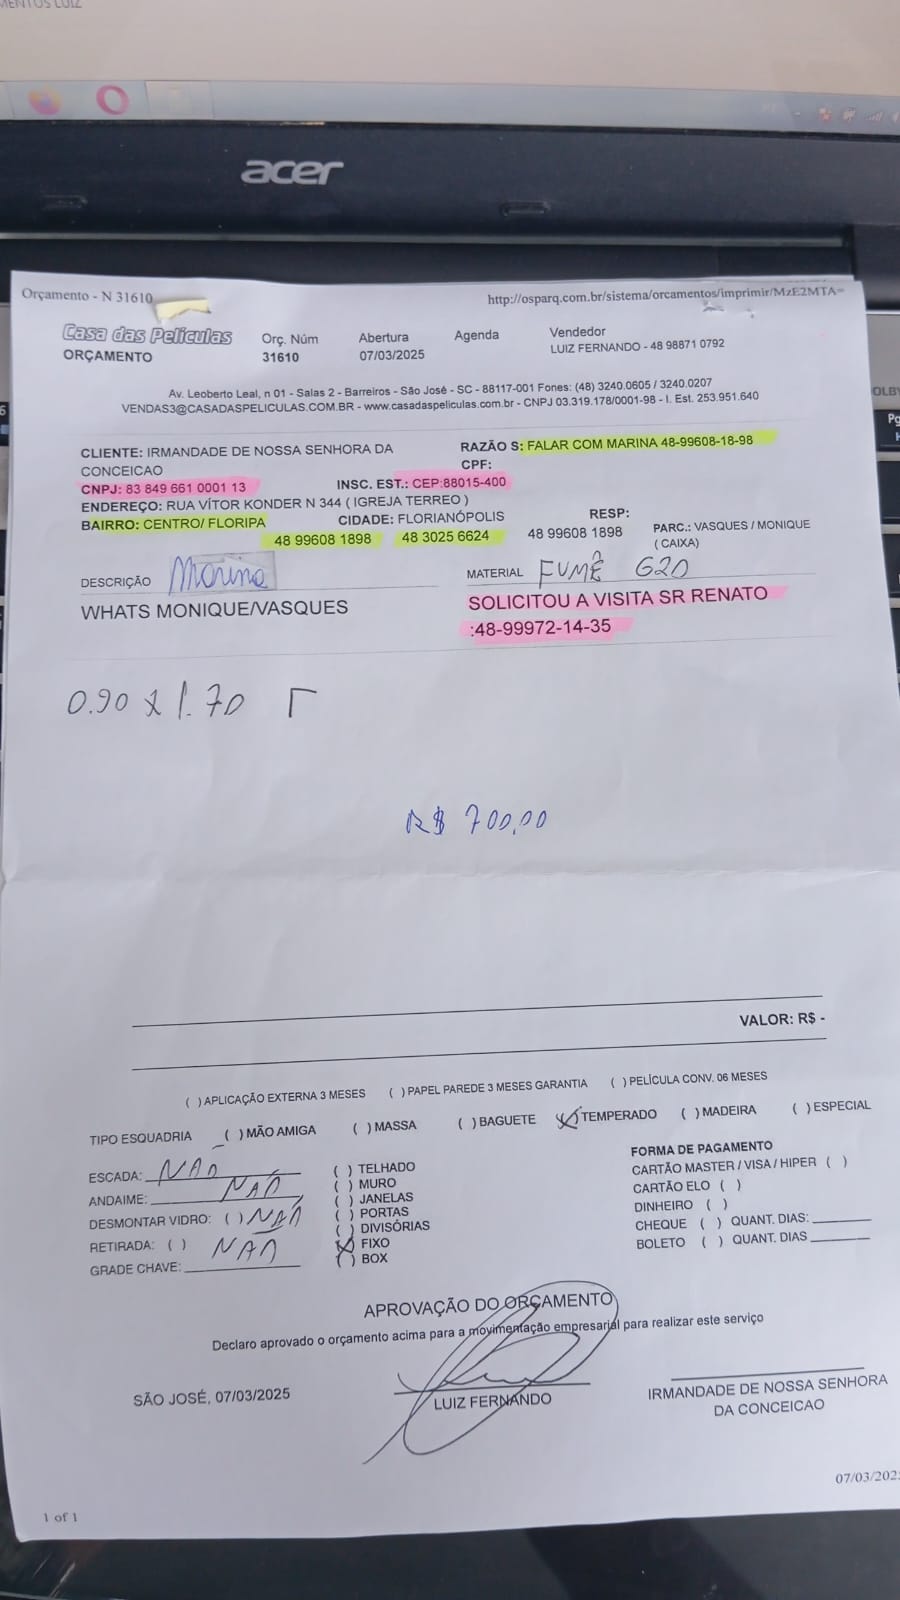 acer
Orçamento - N 31610
http://osparq.com.br/sistema/orcamentos/imprimir/MzE2MTA=
Casa das Películas
ORÇAMENTO
Orç. Núm
31610
Abertura
07/03/2025
Agenda
Vendedor
LUIZ FERNANDO - 48 98871 0792
Av. Leoberto Leal, n 01 - Salas 2 - Barreiros - São José - SC - 88117-001 Fones: (48) 3240.0605 / 3240.0207
VENDAS3@CASADASPELICULAS.COM.BR - www.casadaspeliculas.com.br - CNPJ 03.319.178/0001-98 - I. Est. 253.951.640
CLIENTE: IRMANDADE DE NOSSA SENHORA DA
CONCEICAO
RAZÃO S: FALAR COM MARINA 48-99608-18-98
CPF:
CNPJ: 83 849 661 0001 13
INSC. EST.: CEP:88015-400
ENDEREÇO: RUA VÍTOR KONDER N 344 ( IGREJA TERREO )
BAIRRO: CENTRO/ FLORIPA
CIDADE: FLORIANÓPOLIS
RESP:
48 99608 1898
48 3025 6624
48 99608 1898
PARC.: VASQUES / MONIQUE
( CAIXA)
DESCRIÇÃO Marina
MATERIAL FUMÊ G20
WHATS MONIQUE/VASQUES
SOLICITOU A VISITA SR RENATO
:48-99972-14-35
0.90 x 1.70
R$ 700,00
VALOR: R$ -
( ) APLICAÇÃO EXTERNA 3 MESES ( ) PAPEL PAREDE 3 MESES GARANTIA ( ) PELÍCULA CONV. 06 MESES
TIPO ESQUADRIA ( ) MÃO AMIGA ( ) MASSA ( ) BAGUETE (X) TEMPERADO ( ) MADEIRA ( ) ESPECIAL
ESCADA: NÃO
ANDAIME: NÃO
DESMONTAR VIDRO: ( ) NÃO
RETIRADA: ( ) NÃO
GRADE CHAVE:
( ) TELHADO
( ) MURO
( ) JANELAS
( ) PORTAS
( ) DIVISÓRIAS
(X) FIXO
( ) BOX
FORMA DE PAGAMENTO
CARTÃO MASTER / VISA / HIPER ( )
CARTÃO ELO ( )
DINHEIRO ( )
CHEQUE ( ) QUANT. DIAS:
BOLETO ( ) QUANT. DIAS
APROVAÇÃO DO ORÇAMENTO
Declaro aprovado o orçamento acima para a movimentação empresarial para realizar este serviço
SÃO JOSÉ, 07/03/2025
LUIZ FERNANDO
IRMANDADE DE NOSSA SENHORA
DA CONCEICAO
07/03/202
1 of 1